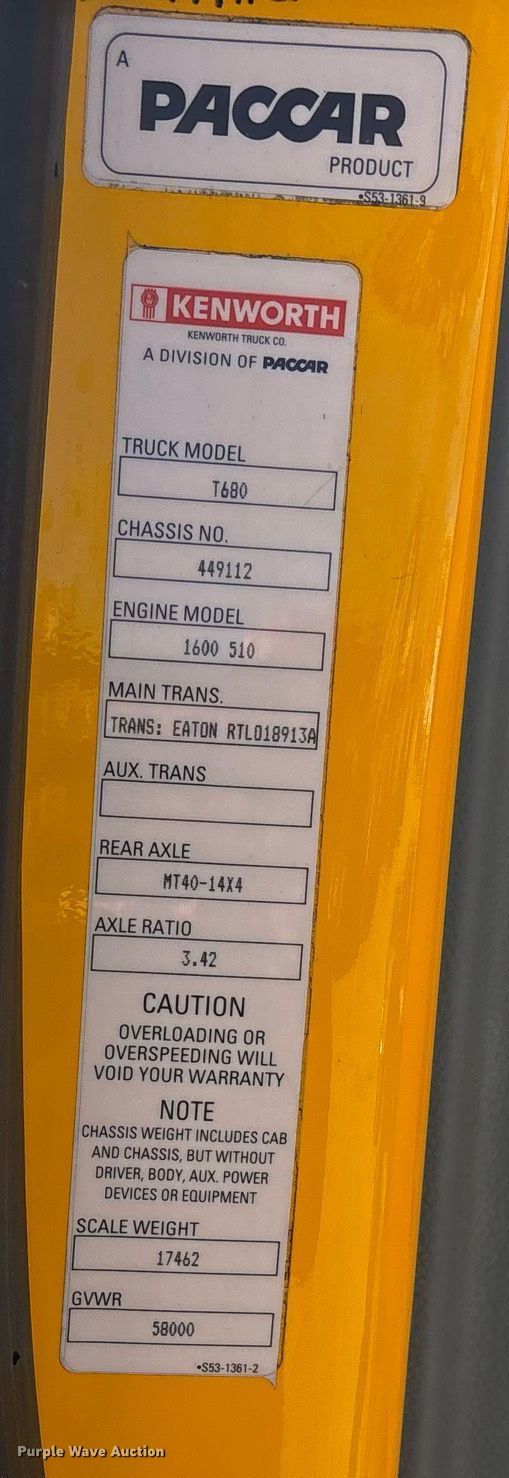 A
PACCAR
PRODUCT
•S53-1361-9
KENWORTH
KENWORTH TRUCK CO.
A DIVISION OF PACCAR
TRUCK MODEL
T680
CHASSIS NO.
449112
ENGINE MODEL
1600 510
MAIN TRANS.
TRANS: EATON RTLO18913A
AUX. TRANS
REAR AXLE
MT40-14X4
AXLE RATIO
3.42
CAUTION
OVERLOADING OR
OVERSPEEDING WILL
VOID YOUR WARRANTY
NOTE
CHASSIS WEIGHT INCLUDES CAB
AND CHASSIS, BUT WITHOUT
DRIVER, BODY, AUX. POWER
DEVICES OR EQUIPMENT
SCALE WEIGHT
17462
GVWR
58000
•S53-1361-2
Purple Wave Auction